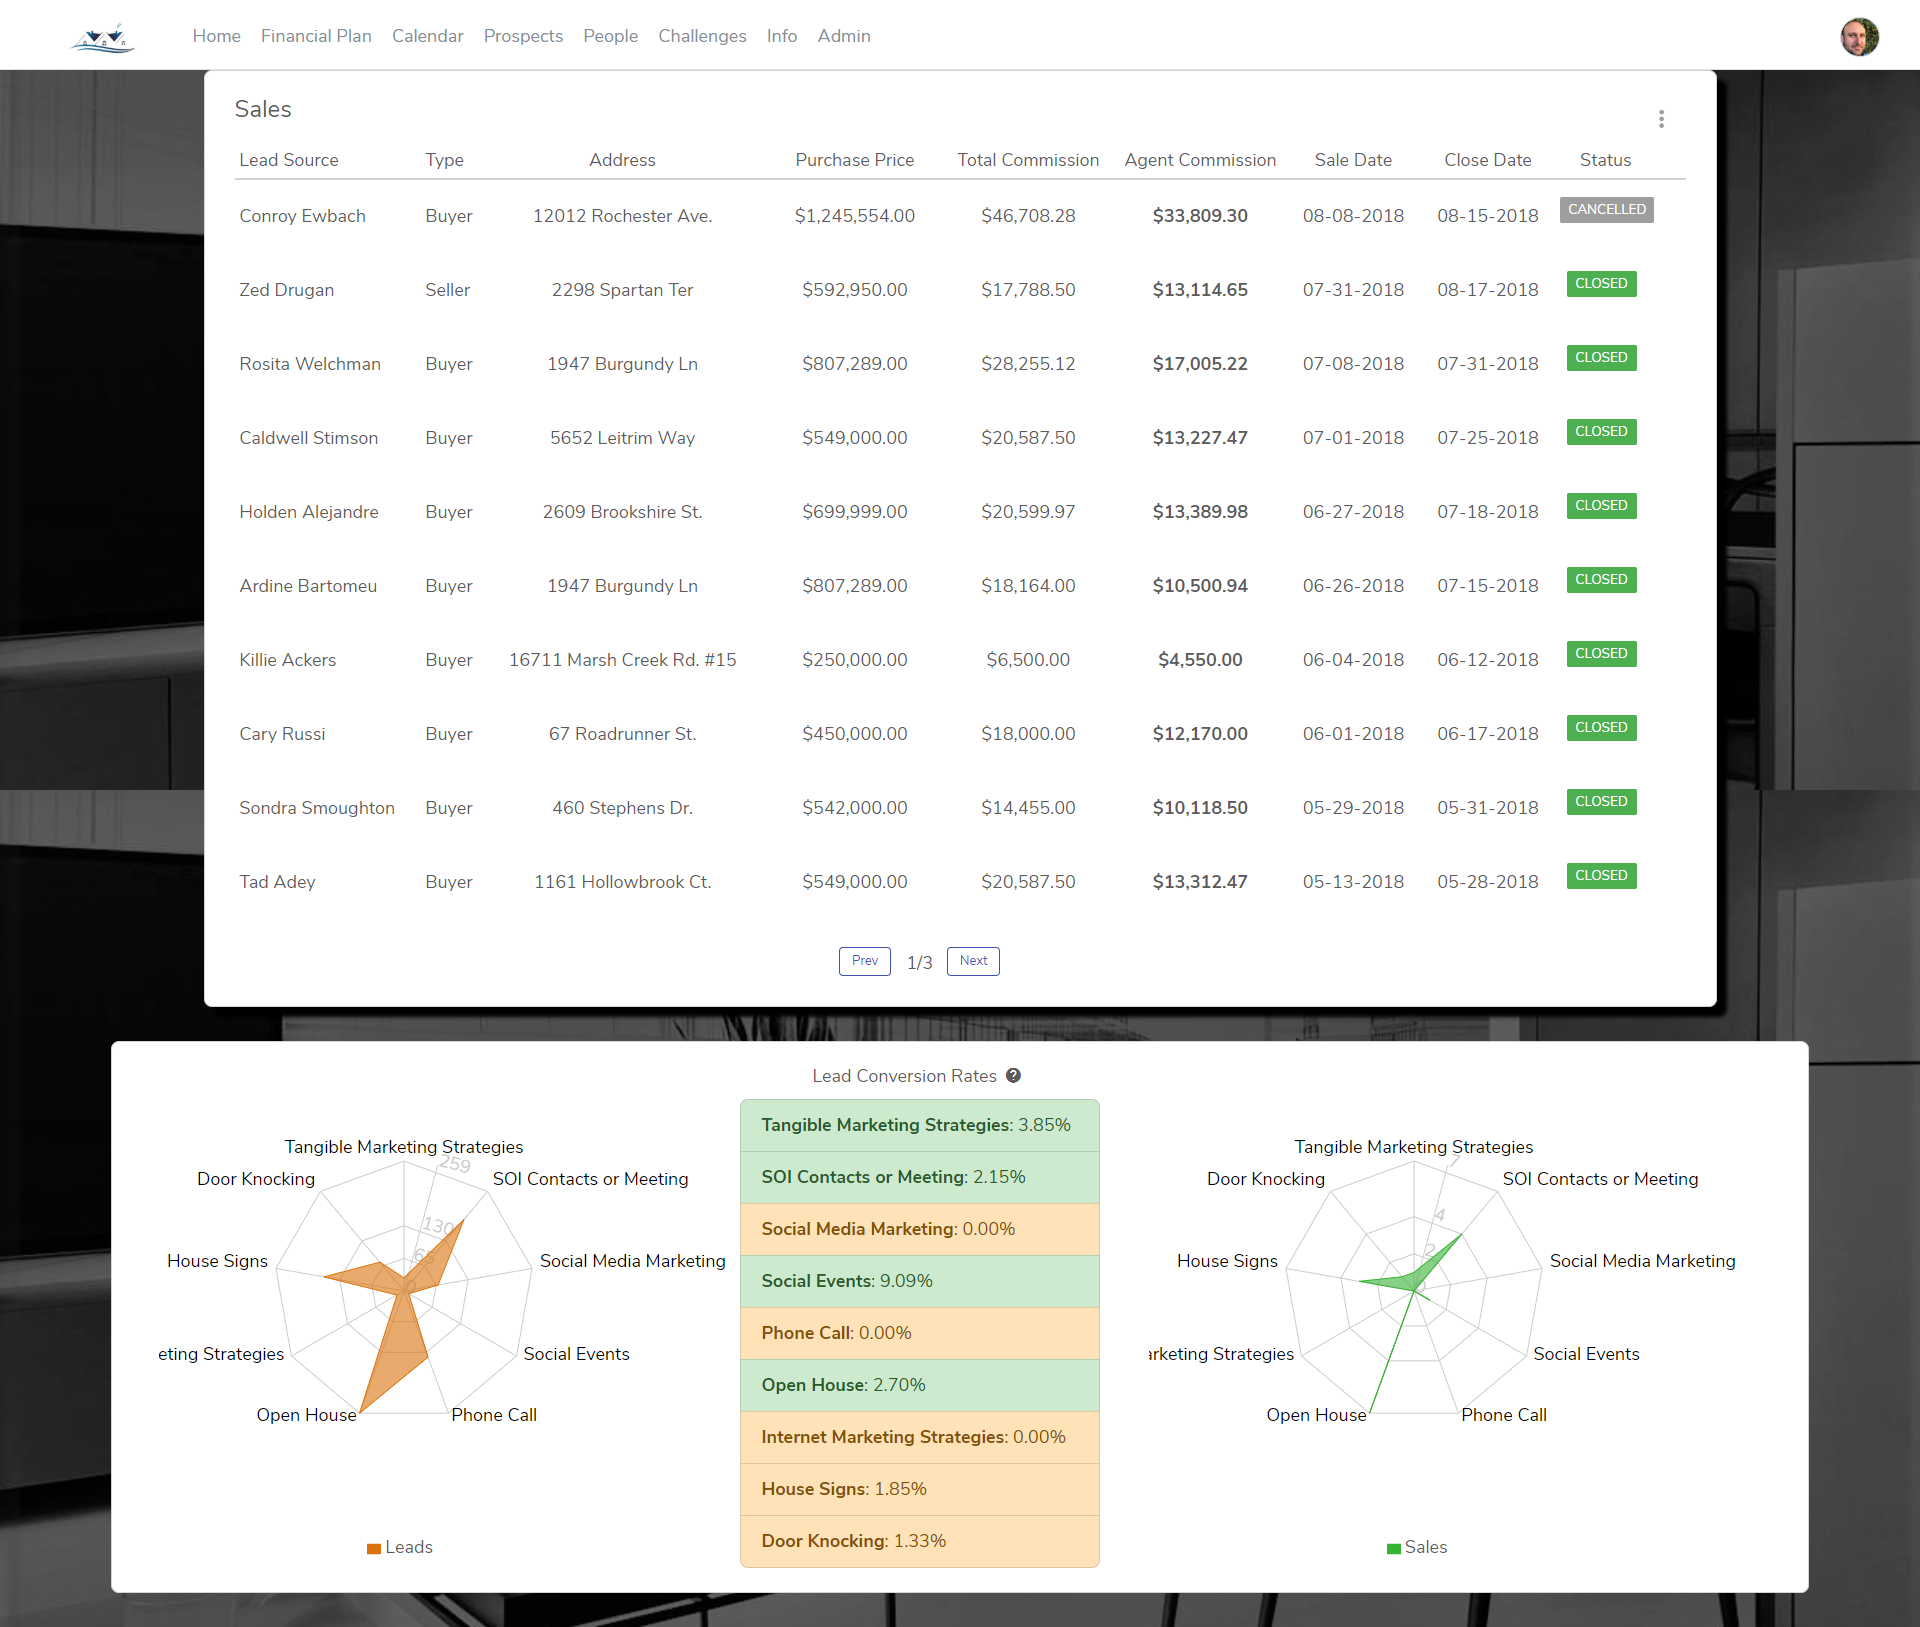 Home Financial Plan Calendar Prospects People Challenges Info Admin
Sales
Lead Source Type Address Purchase Price Total Commission Agent Commission Sale Date Close Date Status
Conroy Ewbach Buyer 12012 Rochester Ave. $1,245,554.00 $46,708.28 $33,809.30 08-08-2018 08-15-2018 CANCELLED
Zed Drugan Seller 2298 Spartan Ter $592,950.00 $17,788.50 $13,114.65 07-31-2018 08-17-2018 CLOSED
Rosita Welchman Buyer 1947 Burgundy Ln $807,289.00 $28,255.12 $17,005.22 07-08-2018 07-31-2018 CLOSED
Caldwell Stimson Buyer 5652 Leitrim Way $549,000.00 $20,587.50 $13,227.47 07-01-2018 07-25-2018 CLOSED
Holden Alejandre Buyer 2609 Brookshire St. $699,999.00 $20,599.97 $13,389.98 06-27-2018 07-18-2018 CLOSED
Ardine Bartomeu Buyer 1947 Burgundy Ln $807,289.00 $18,164.00 $10,500.94 06-26-2018 07-15-2018 CLOSED
Killie Ackers Buyer 16711 Marsh Creek Rd. #15 $250,000.00 $6,500.00 $4,550.00 06-04-2018 06-12-2018 CLOSED
Cary Russi Buyer 67 Roadrunner St. $450,000.00 $18,000.00 $12,170.00 06-01-2018 06-17-2018 CLOSED
Sondra Smoughton Buyer 460 Stephens Dr. $542,000.00 $14,455.00 $10,118.50 05-29-2018 05-31-2018 CLOSED
Tad Adey Buyer 1161 Hollowbrook Ct. $549,000.00 $20,587.50 $13,312.47 05-13-2018 05-28-2018 CLOSED
Prev 1/3 Next
Tangible Marketing Strategies
259
Door Knocking
SOI Contacts or Meeting
130
65
0
House Signs
Social Media Marketing
eting Strategies
Social Events
Open House
Phone Call
Leads
Lead Conversion Rates ?
Tangible Marketing Strategies: 3.85%
SOI Contacts or Meeting: 2.15%
Social Media Marketing: 0.00%
Social Events: 9.09%
Phone Call: 0.00%
Open House: 2.70%
Internet Marketing Strategies: 0.00%
House Signs: 1.85%
Door Knocking: 1.33%
Tangible Marketing Strategies
7
Door Knocking
SOI Contacts or Meeting
4
2
0
House Signs
Social Media Marketing
arketing Strategies
Social Events
Open House
Phone Call
Sales